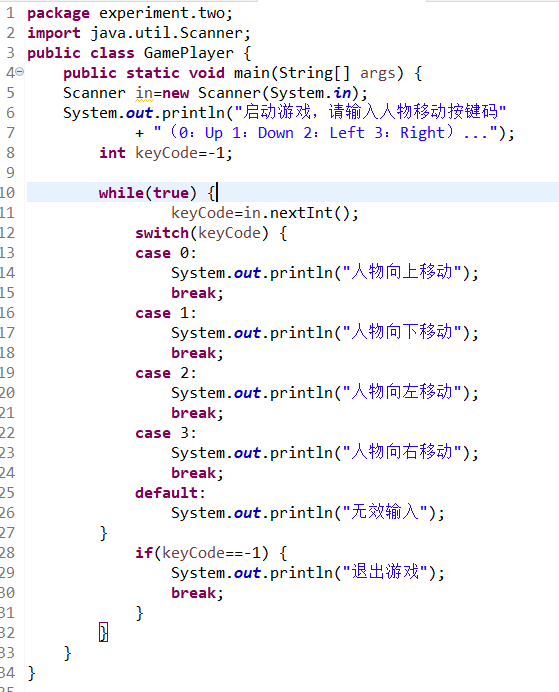 1 package experiment.two;
2 import java.util.Scanner;
3 public class GamePlayer {
4     public static void main(String[] args) {
5     Scanner in=new Scanner(System.in);
6     System.out.println("启动游戏，请输入人物移动按键码"
7             + "（0：Up 1：Down 2：Left 3：Right）...");
8         int keyCode=-1;
9
10         while(true) {
11                 keyCode=in.nextInt();
12             switch(keyCode) {
13             case 0:
14                 System.out.println("人物向上移动");
15                 break;
16             case 1:
17                 System.out.println("人物向下移动");
18                 break;
19             case 2:
20                 System.out.println("人物向左移动");
21                 break;
22             case 3:
23                 System.out.println("人物向右移动");
24                 break;
25             default:
26                 System.out.println("无效输入");
27         }
28             if(keyCode==-1) {
29                 System.out.println("退出游戏");
30                 break;
31             }
32         }
33     }
34 }